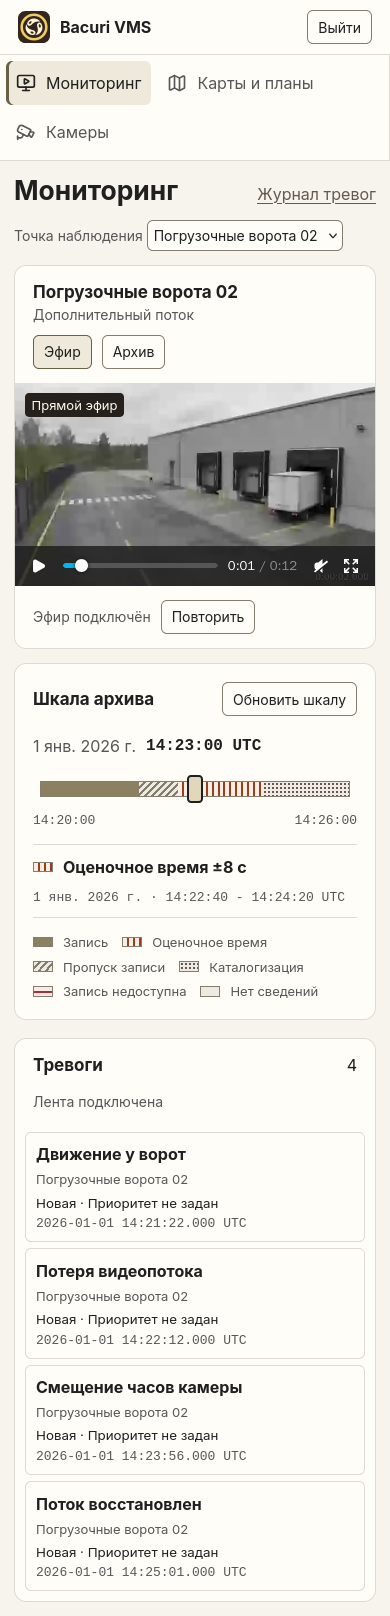 Bacuri VMS
Выйти
Мониторинг
Карты и планы
Камеры
Мониторинг
Журнал тревог
Точка наблюдения
Погрузочные ворота 02
Погрузочные ворота 02
Дополнительный поток
Эфир
Архив
Прямой эфир
0:01 / 0:12
Эфир подключён
Повторить
Шкала архива
Обновить шкалу
1 янв. 2026 г. 14:23:00 UTC
14:20:00
14:26:00
Оценочное время ±8 с
1 янв. 2026 г. · 14:22:40 - 14:24:20 UTC
Запись
Оценочное время
Пропуск записи
Каталогизация
Запись недоступна
Нет сведений
Тревоги
4
Лента подключена
Движение у ворот
Погрузочные ворота 02
Новая · Приоритет не задан
2026-01-01 14:21:22.000 UTC
Потеря видеопотока
Погрузочные ворота 02
Новая · Приоритет не задан
2026-01-01 14:22:12.000 UTC
Смещение часов камеры
Погрузочные ворота 02
Новая · Приоритет не задан
2026-01-01 14:23:56.000 UTC
Поток восстановлен
Погрузочные ворота 02
Новая · Приоритет не задан
2026-01-01 14:25:01.000 UTC